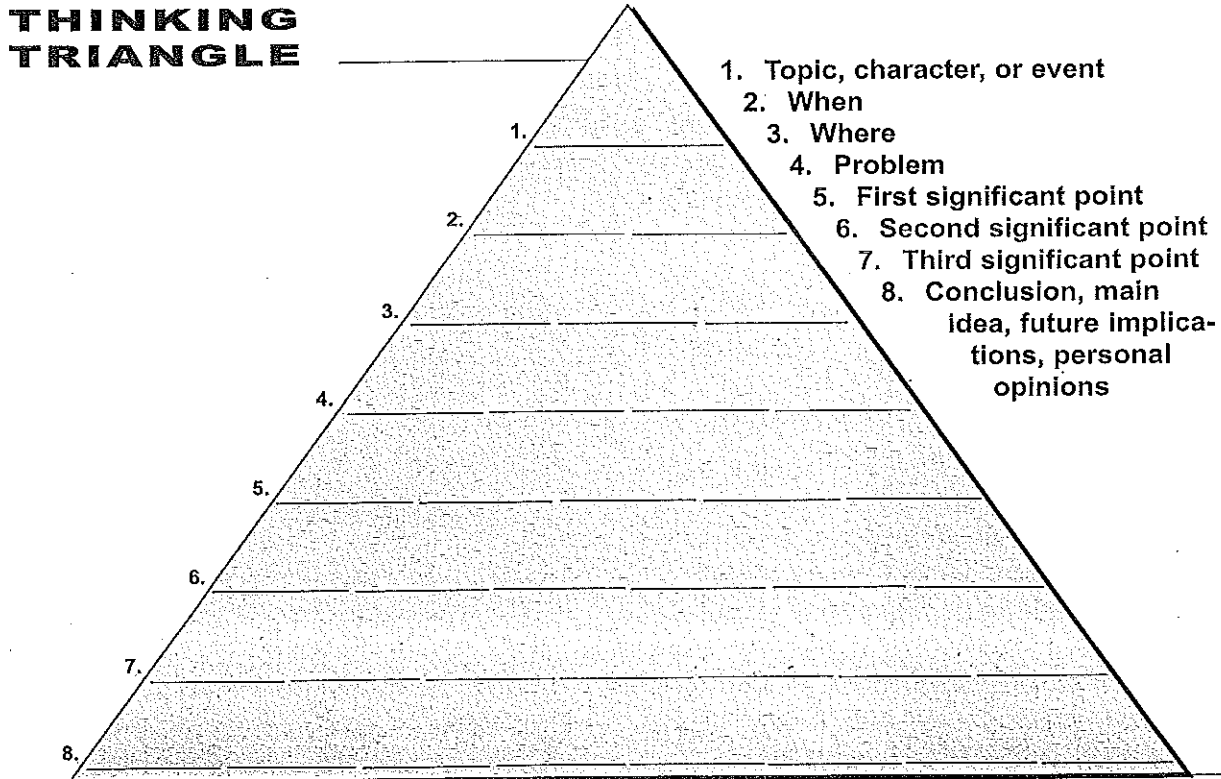 THINKING
TRIANGLE
1. Topic, character, or event
2. When
3. Where
4. Problem
5. First significant point
6. Second significant point
7. Third significant point
8. Conclusion, main
idea, future implica-
tions, personal
opinions
1.
2.
3.
4.
5.
6.
7.
8.